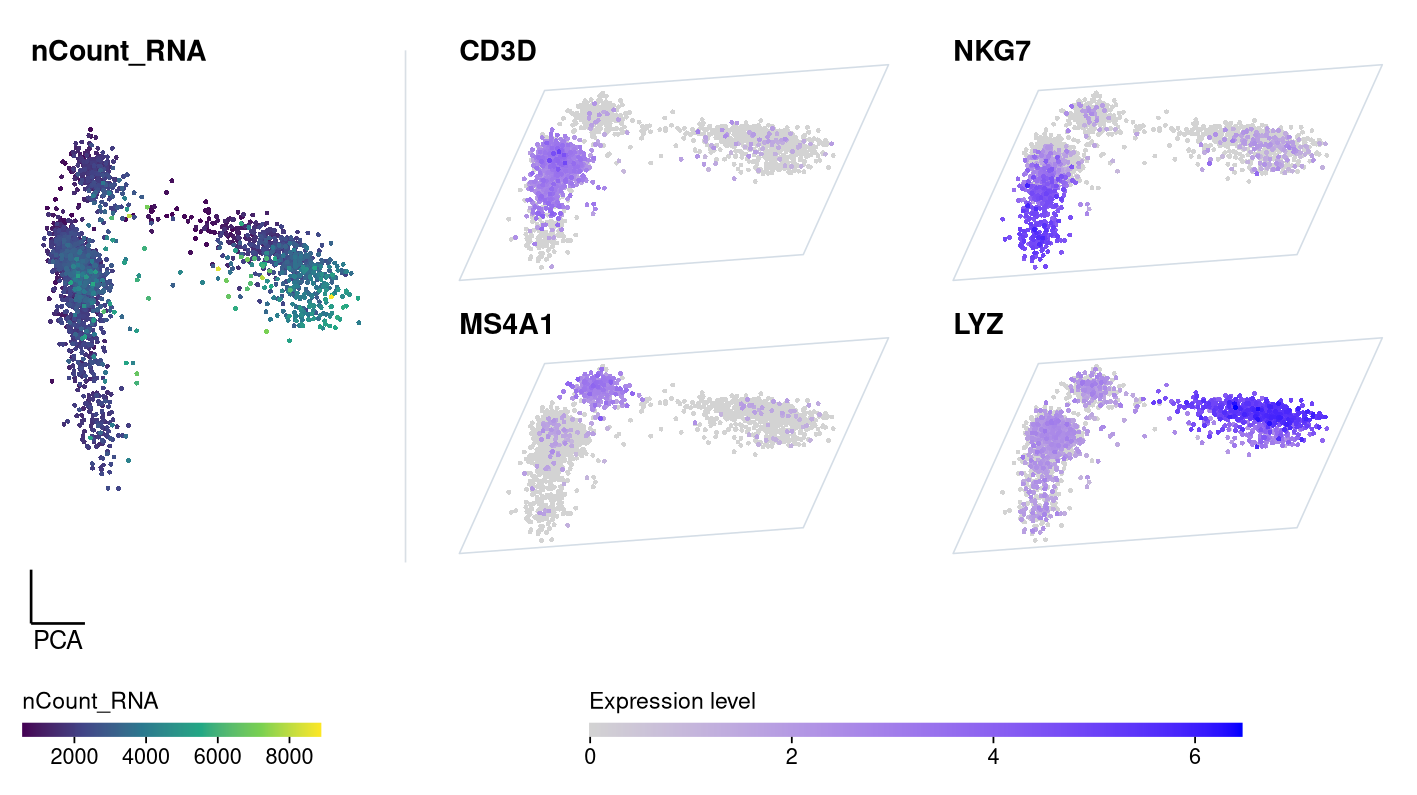 nCount_RNA
CD3D
NKG7
MS4A1
LYZ
PCA
nCount_RNA
2000 4000 6000 8000
Expression level
0 2 4 6